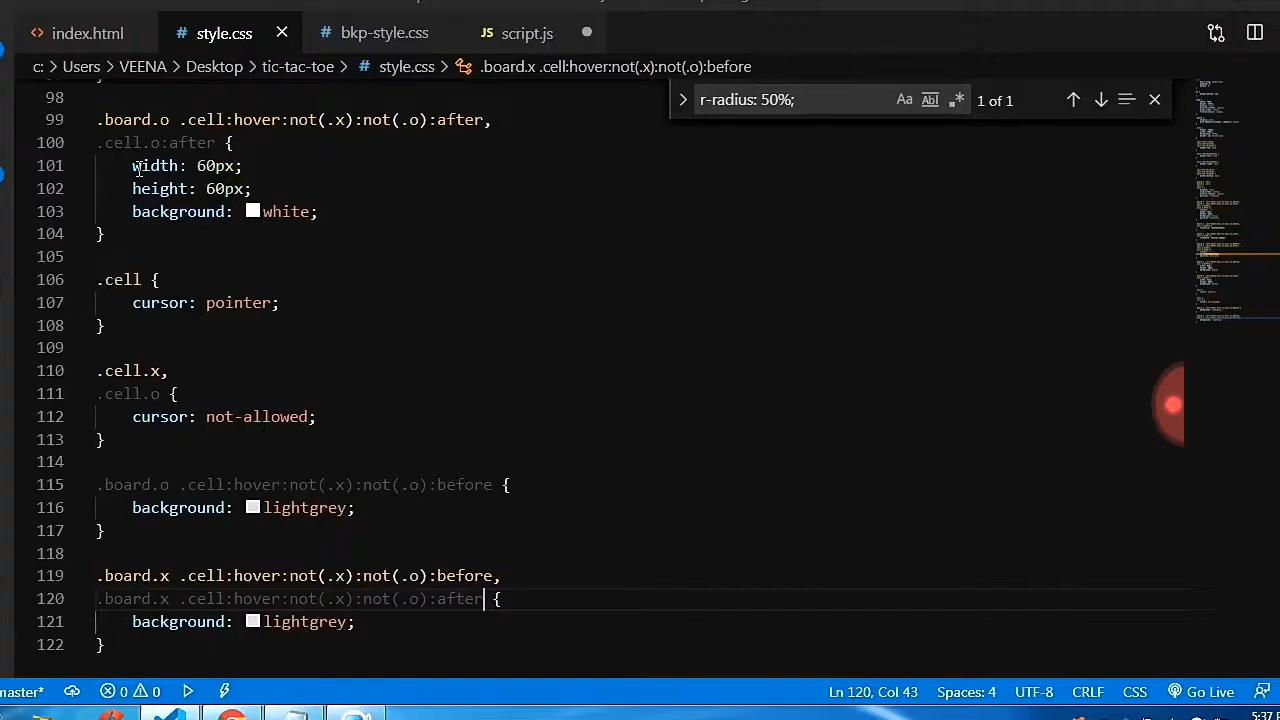 index.html style.css bkp-style.css JS script.js
c: > Users > VEENA > Desktop > tic-tac-toe > # style.css > .board.x .cell:hover:not(.x):not(.o):before
r-radius: 50%; Aa Abl .* 1 of 1
98
99 .board.o .cell:hover:not(.x):not(.o):after,
100 .cell.o:after {
101 width: 60px;
102 height: 60px;
103 background: white;
104 }
105
106 .cell {
107 cursor: pointer;
108 }
109
110 .cell.x,
111 .cell.o {
112 cursor: not-allowed;
113 }
114
115 .board.o .cell:hover:not(.x):not(.o):before {
116 background: lightgrey;
117 }
118
119 .board.x .cell:hover:not(.x):not(.o):before,
120 .board.x .cell:hover:not(.x):not(.o):after {
121 background: lightgrey;
122 }
master* 0 0 Ln 120, Col 43 Spaces: 4 UTF-8 CRLF CSS Go Live